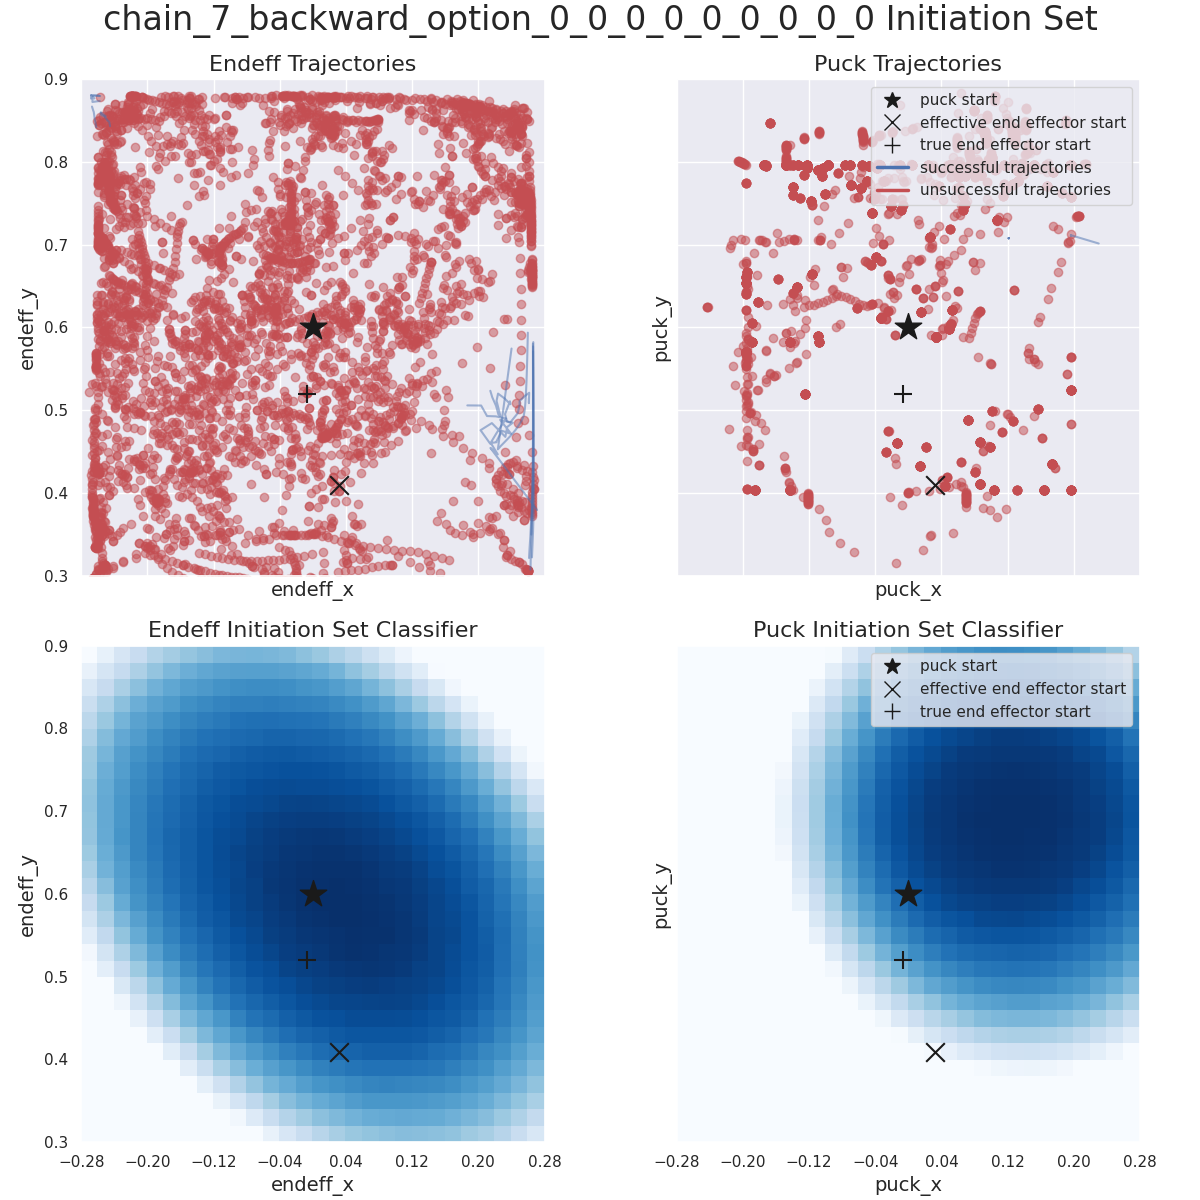 chain_7_backward_option_0_0_0_0_0_0_0_0_0 Initiation Set
Endeff Trajectories
0.9
0.8
0.7
0.6
0.5
0.4
0.3
endeff_y
endeff_x
Puck Trajectories
puck start
effective end effector start
true end effector start
successful trajectories
unsuccessful trajectories
puck_y
puck_x
Endeff Initiation Set Classifier
0.9
0.8
0.7
0.6
0.5
0.4
0.3
endeff_y
−0.28 −0.20 −0.12 −0.04 0.04 0.12 0.20 0.28
endeff_x
Puck Initiation Set Classifier
puck start
effective end effector start
true end effector start
puck_y
−0.28 −0.20 −0.12 −0.04 0.04 0.12 0.20 0.28
puck_x